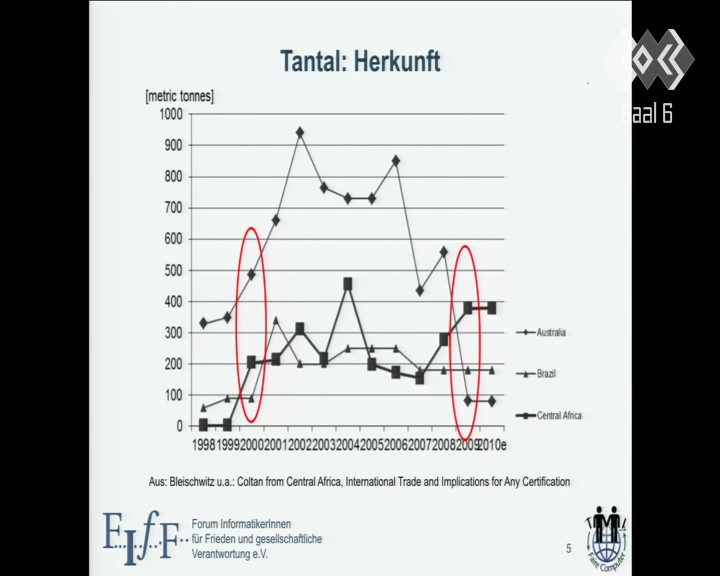 Tantal: Herkunft
Saal 6
[metric tonnes]
1000
900
800
700
600
500
400
300
200
100
0
1998 1999 2000 2001 2002 2003 2004 2005 2006 2007 2008 2009 2010e
Australia
Brazil
Central Africa
Aus: Bleischwitz u.a.: Coltan from Central Africa, International Trade and Implications for Any Certification
FIfF
Forum InformatikerInnen
für Frieden und gesellschaftliche
Verantwortung e.V.
5
Faire Computer